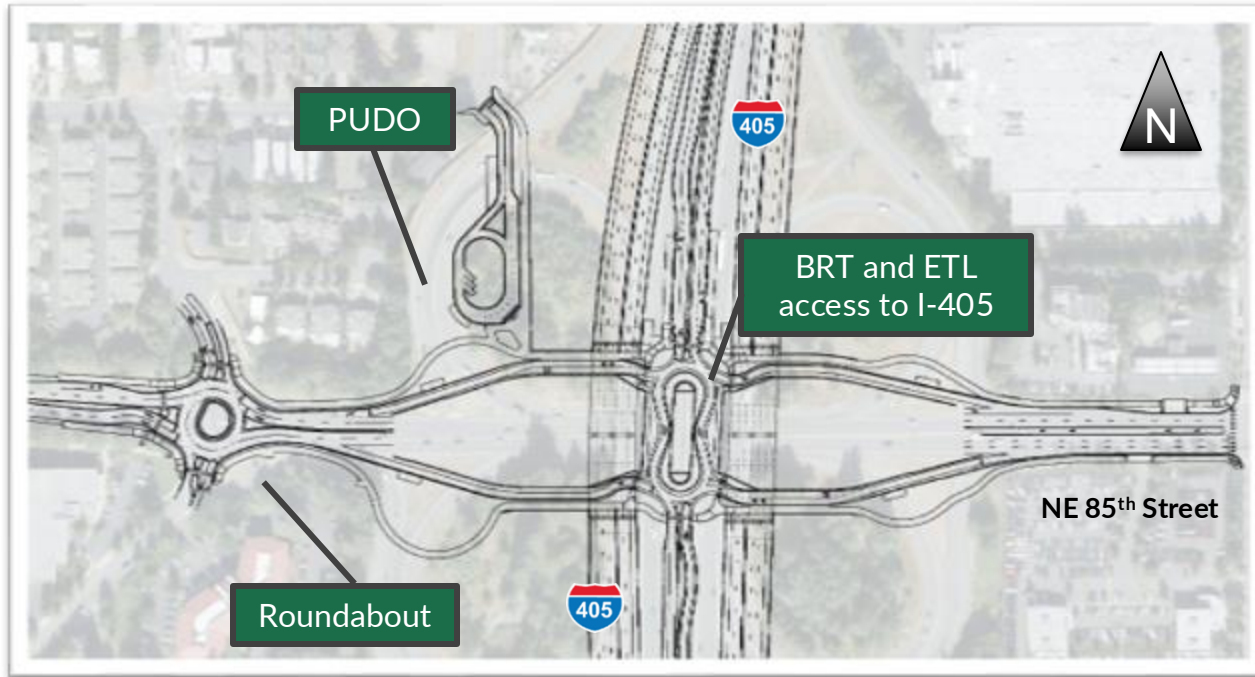 PUDO
405
N
BRT and ETL
access to I-405
NE 85th Street
405
Roundabout